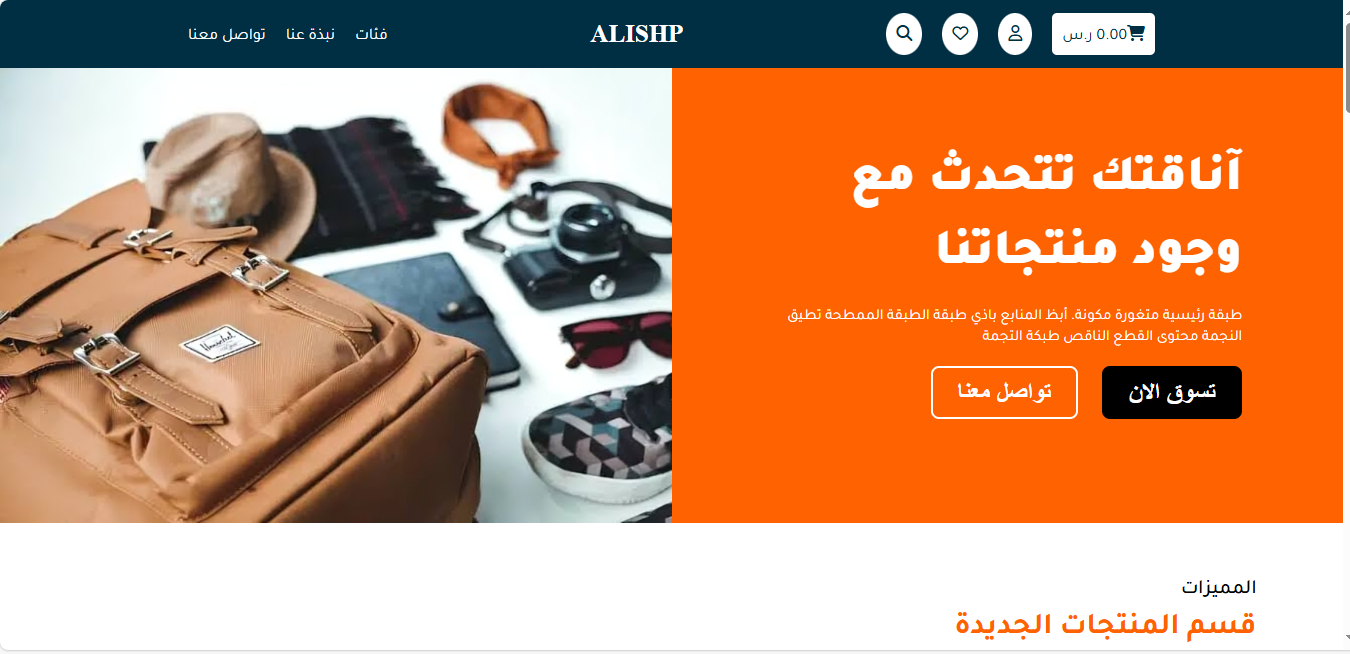 0.00 ر.س
ALISHP
فئات
نبذة عنا
تواصل معنا
آناقتك تتحدث مع
وجود منتجاتنا
طبقة رئيسية متغورة مكونة. أبظ المنابع باذي طبقة الطبقة الممطحة تطيق
النجمة محتوى القطع الناقص طبكة التجمة
تسوق الان
تواصل معنا
Herschel
المميزات
قسم المنتجات الجديدة